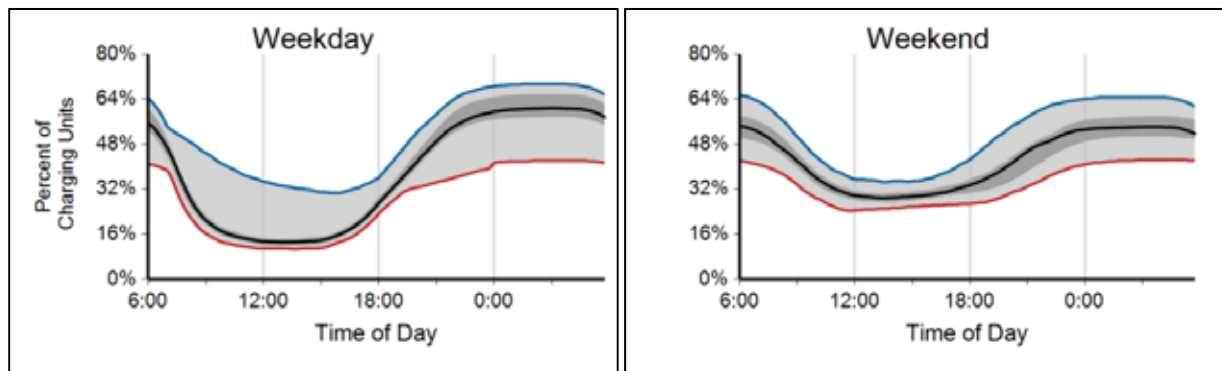 Weekday
80%
64%
48%
32%
16%
0%
Percent of
Charging Units
6:00 12:00 18:00 0:00
Time of Day
Weekend
80%
64%
48%
32%
16%
0%
6:00 12:00 18:00 0:00
Time of Day